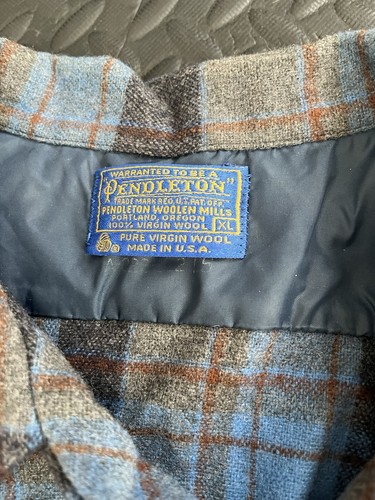 WARRANTED TO BE A
"PENDLETON"
TRADE MARK REG. U.S. PAT. OFF.
PENDLETON WOOLEN MILLS
PORTLAND, OREGON
100% VIRGIN WOOL XL
PURE VIRGIN WOOL
MADE IN U.S.A.